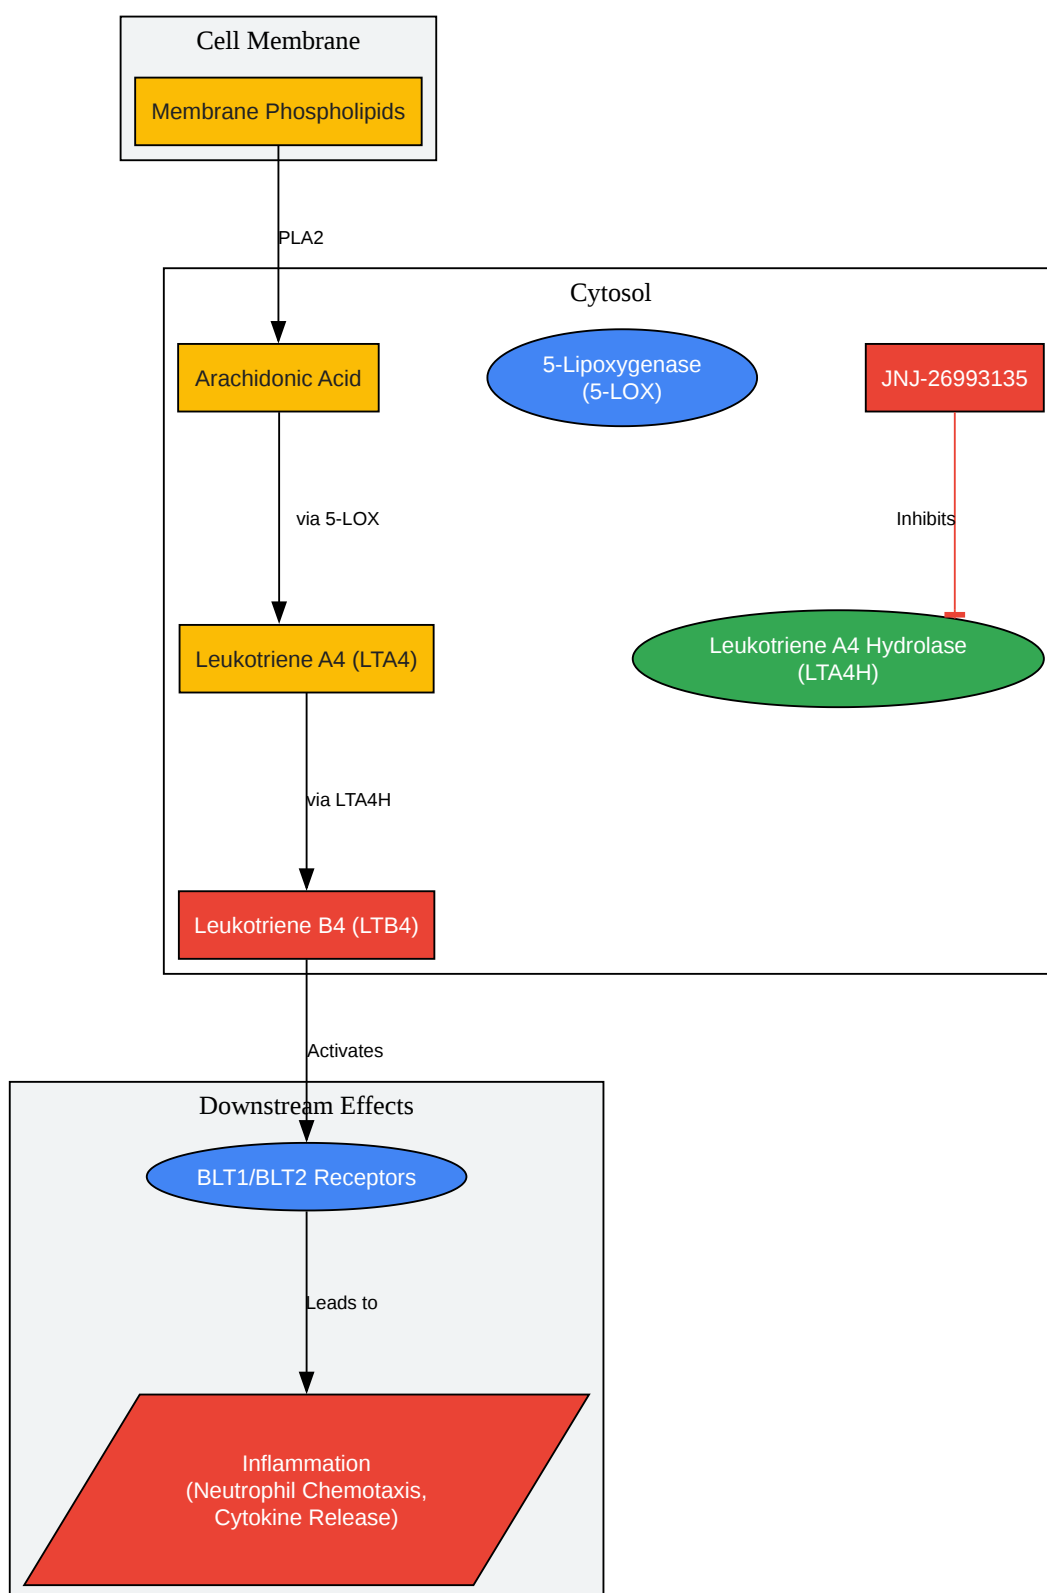 Cell Membrane
Membrane Phospholipids
PLA2
Cytosol
Arachidonic Acid
5-Lipoxygenase
(5-LOX)
JNJ-26993135
via 5-LOX
Inhibits
Leukotriene A4 (LTA4)
Leukotriene A4 Hydrolase
(LTA4H)
via LTA4H
Leukotriene B4 (LTB4)
Activates
Downstream Effects
BLT1/BLT2 Receptors
Leads to
Inflammation
(Neutrophil Chemotaxis,
Cytokine Release)